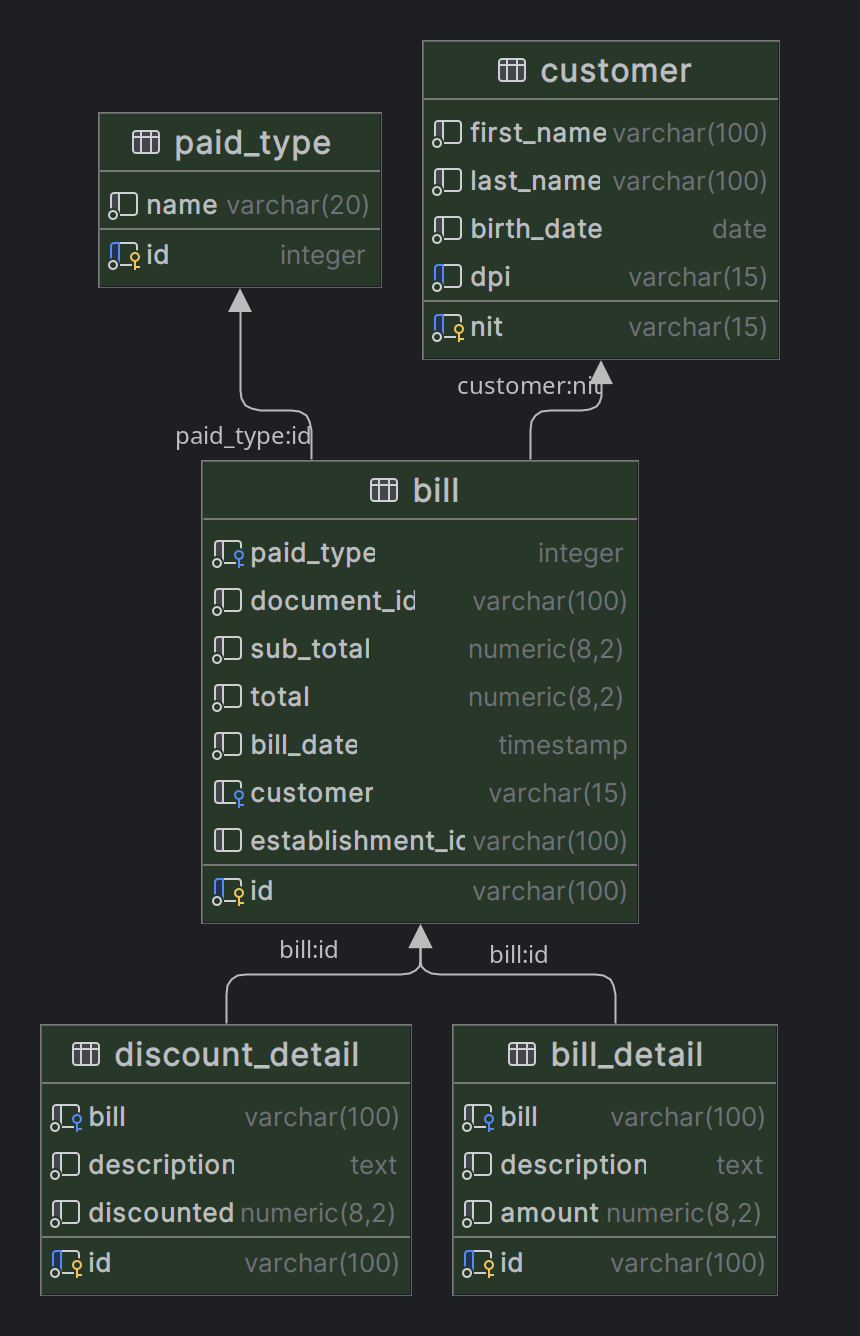 customer
first_name varchar(100)
last_name varchar(100)
birth_date date
dpi varchar(15)
nit varchar(15)
paid_type
name varchar(20)
id integer
customer:nit
paid_type:id
bill
paid_type integer
document_id varchar(100)
sub_total numeric(8,2)
total numeric(8,2)
bill_date timestamp
customer varchar(15)
establishment_id varchar(100)
id varchar(100)
bill:id
bill:id
discount_detail
bill varchar(100)
description text
discounted numeric(8,2)
id varchar(100)
bill_detail
bill varchar(100)
description text
amount numeric(8,2)
id varchar(100)